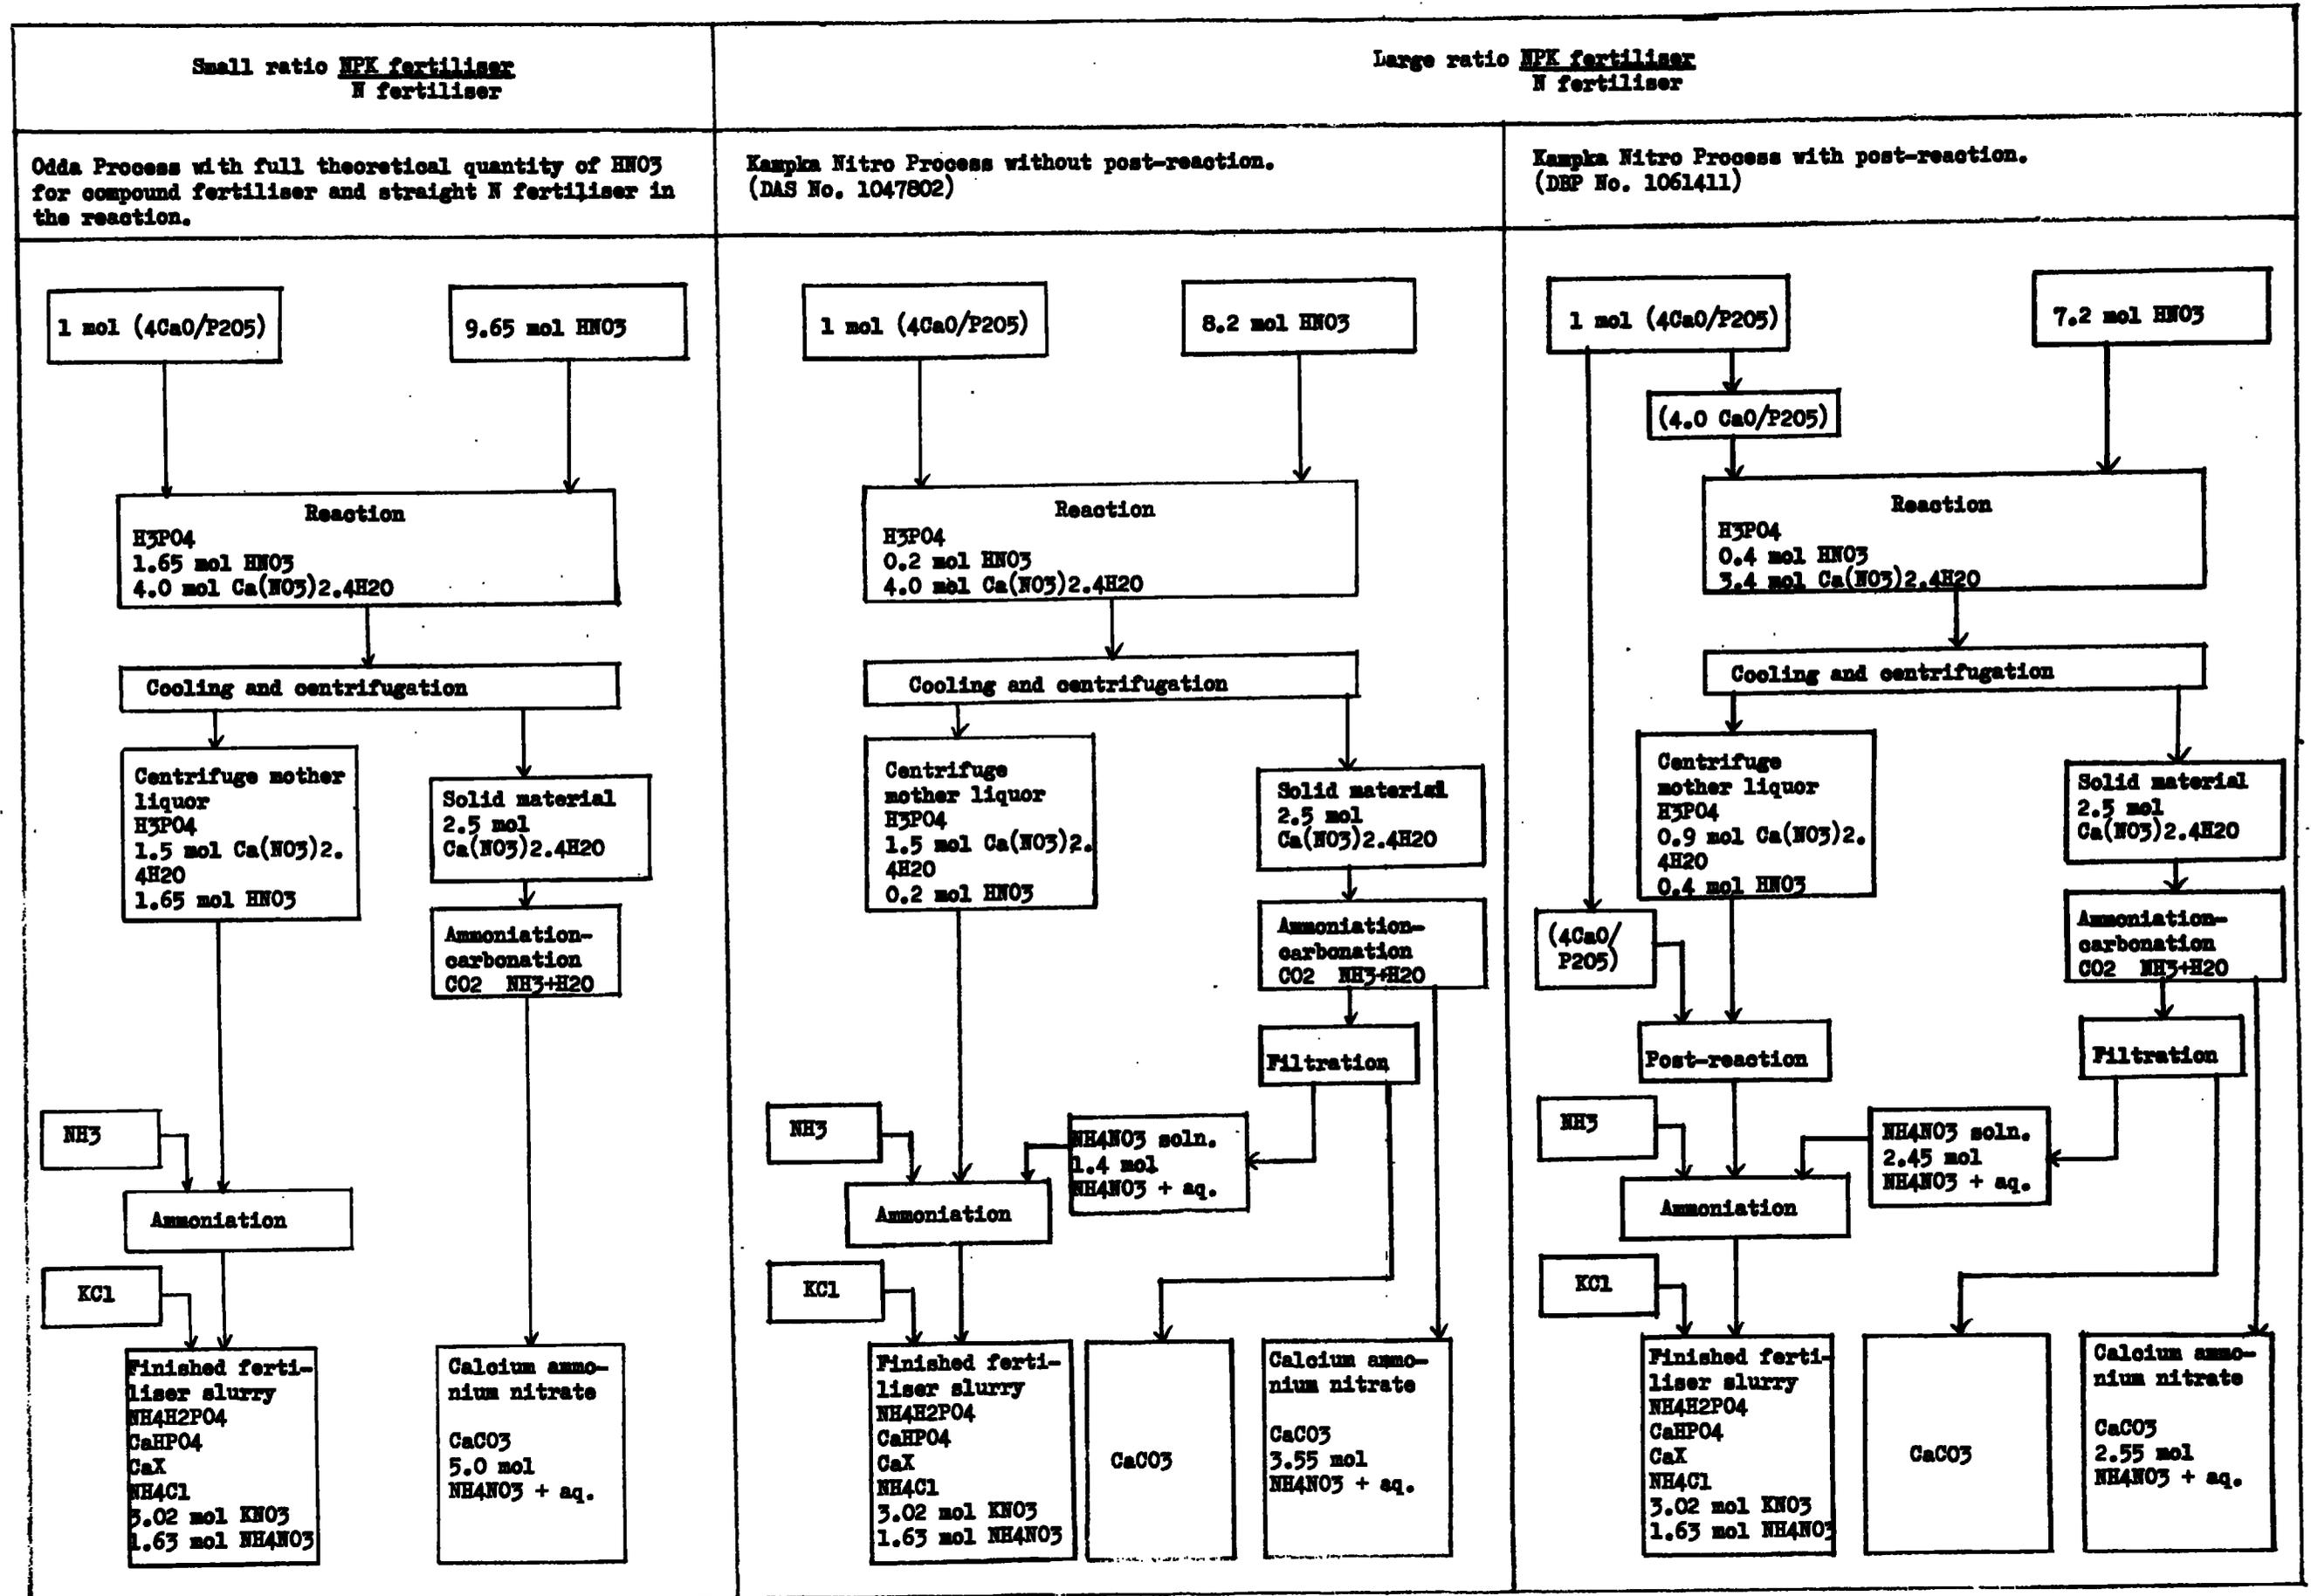 Small ratio NPK fertiliser
N fertiliser
Large ratio NPK fertiliser
N fertiliser
Odda Process with full theoretical quantity of HNO3
for compound fertiliser and straight N fertiliser in
the reaction.
Kampka Nitro Process without post-reaction.
(DAS No. 1047802)
Kampka Nitro Process with post-reaction.
(DBP No. 1061411)
1 mol (4CaO/P2O5)
9.65 mol HNO3
Reaction
H3PO4
1.65 mol HNO3
4.0 mol Ca(NO3)2.4H2O
Cooling and centrifugation
Centrifuge mother
liquor
H3PO4
1.5 mol Ca(NO3)2.
4H2O
1.65 mol HNO3
Solid material
2.5 mol
Ca(NO3)2.4H2O
Ammoniation-
carbonation
CO2 NH3+H2O
NH3
Ammoniation
KCl
Finished ferti-
liser slurry
NH4H2PO4
CaHPO4
CaX
NH4Cl
3.02 mol KNO3
1.63 mol NH4NO3
Calcium ammo-
nium nitrate
CaCO3
5.0 mol
NH4NO3 + aq.
1 mol (4CaO/P2O5)
8.2 mol HNO3
Reaction
H3PO4
0.2 mol HNO3
4.0 mol Ca(NO3)2.4H2O
Cooling and centrifugation
Centrifuge
mother liquor
H3PO4
1.5 mol Ca(NO3)2.
4H2O
0.2 mol HNO3
Solid material
2.5 mol
Ca(NO3)2.4H2O
Ammoniation-
carbonation
CO2 NH3+H2O
Filtration
NH3
NH4NO3 soln.
1.4 mol
NH4NO3 + aq.
Ammoniation
KCl
Finished ferti-
liser slurry
NH4H2PO4
CaHPO4
CaX
NH4Cl
3.02 mol KNO3
1.63 mol NH4NO3
CaCO3
Calcium ammo-
nium nitrate
CaCO3
3.55 mol
NH4NO3 + aq.
1 mol (4CaO/P2O5)
7.2 mol HNO3
(4.0 CaO/P2O5)
Reaction
H3PO4
0.4 mol HNO3
3.4 mol Ca(NO3)2.4H2O
Cooling and centrifugation
Centrifuge
mother liquor
H3PO4
0.9 mol Ca(NO3)2.
4H2O
0.4 mol HNO3
Solid material
2.5 mol
Ca(NO3)2.4H2O
(4CaO/
P2O5)
Ammoniation-
carbonation
CO2 NH3+H2O
Post-reaction
Filtration
NH3
NH4NO3 soln.
2.45 mol
NH4NO3 + aq.
Ammoniation
KCl
Finished ferti-
liser slurry
NH4H2PO4
CaHPO4
CaX
NH4Cl
3.02 mol KNO3
1.63 mol NH4NO3
CaCO3
Calcium ammo-
nium nitrate
CaCO3
2.55 mol
NH4NO3 + aq.